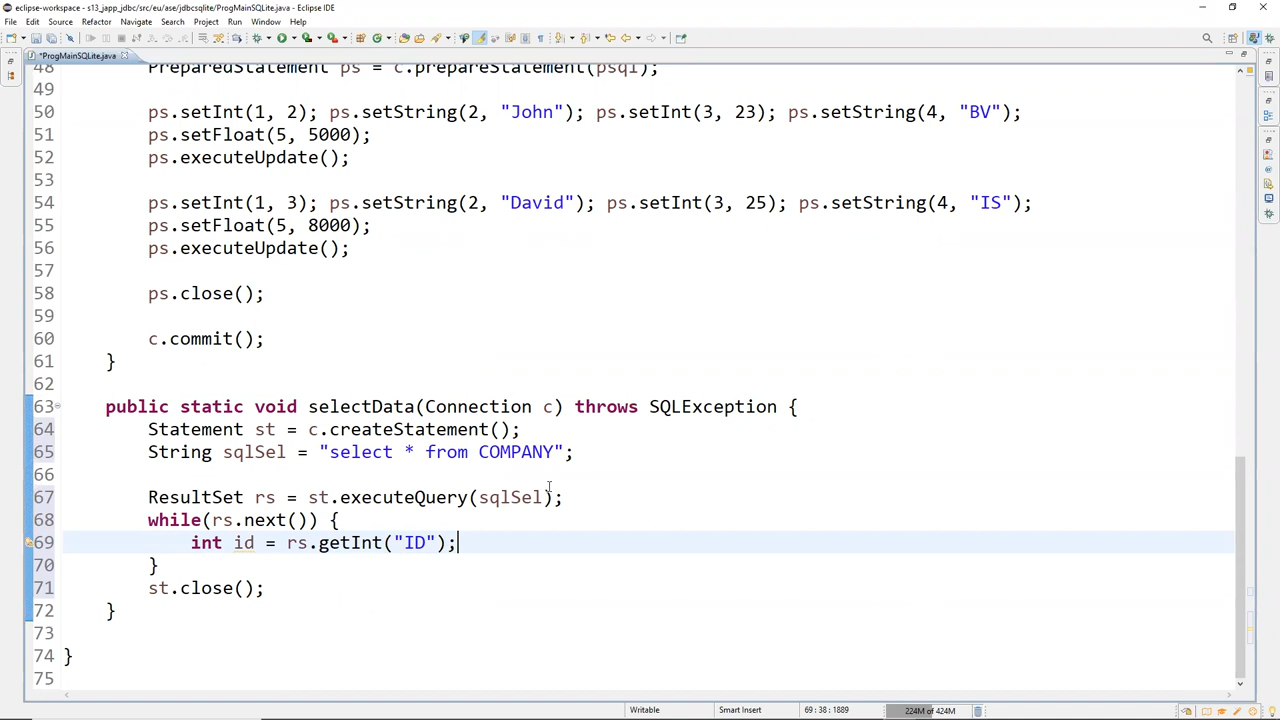 eclipse-workspace - s13_japp_jdbc/src/eu/ase/jdbcsqlite/ProgMainSQLite.java - Eclipse IDE
File Edit Source Refactor Navigate Search Project Run Window Help
*ProgMainSQLite.java
48 PreparedStatement ps = c.prepareStatement(psql);
49
50 ps.setInt(1, 2); ps.setString(2, "John"); ps.setInt(3, 23); ps.setString(4, "BV");
51 ps.setFloat(5, 5000);
52 ps.executeUpdate();
53
54 ps.setInt(1, 3); ps.setString(2, "David"); ps.setInt(3, 25); ps.setString(4, "IS");
55 ps.setFloat(5, 8000);
56 ps.executeUpdate();
57
58 ps.close();
59
60 c.commit();
61 }
62
63 public static void selectData(Connection c) throws SQLException {
64 Statement st = c.createStatement();
65 String sqlSel = "select * from COMPANY";
66
67 ResultSet rs = st.executeQuery(sqlSel);
68 while(rs.next()) {
69 int id = rs.getInt("ID");
70 }
71 st.close();
72 }
73
74 }
75
Writable Smart Insert 69 : 38 : 1889 224M of 424M